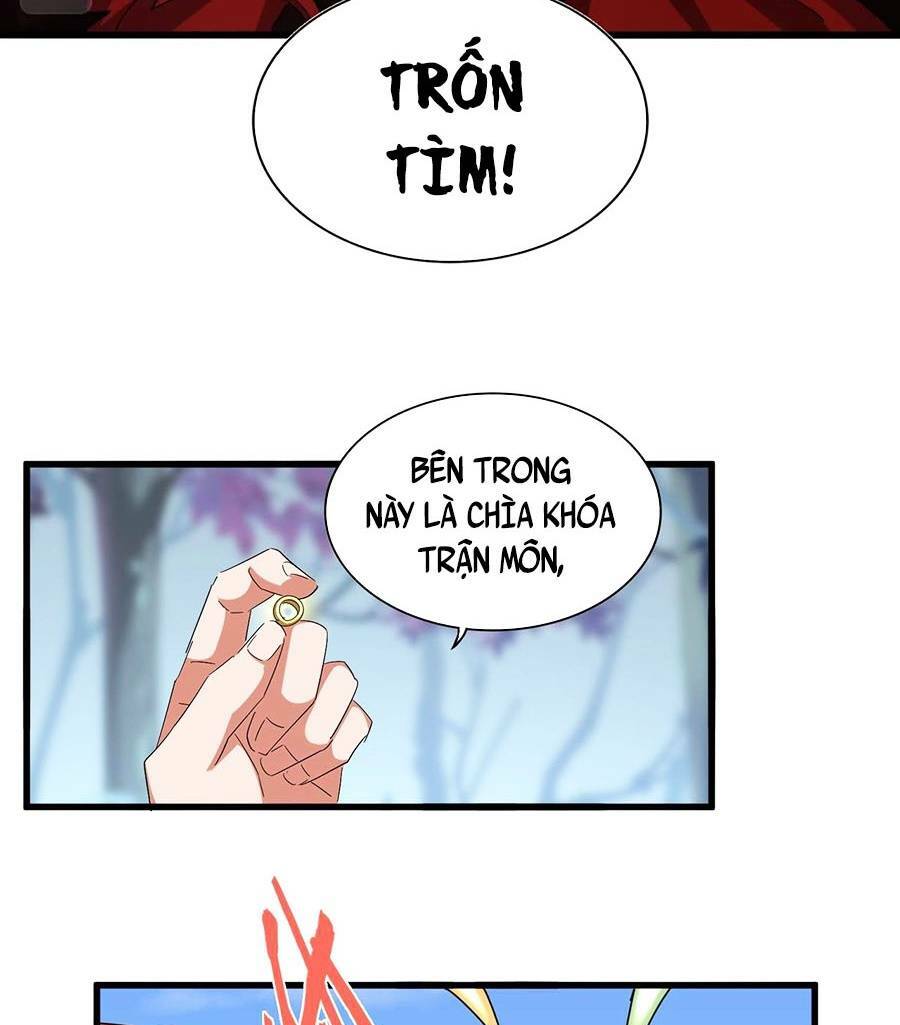 TRỐN
TÌM!
BÊN TRONG
NÀY LÀ CHÌA KHÓA
TRẬN MÔN,